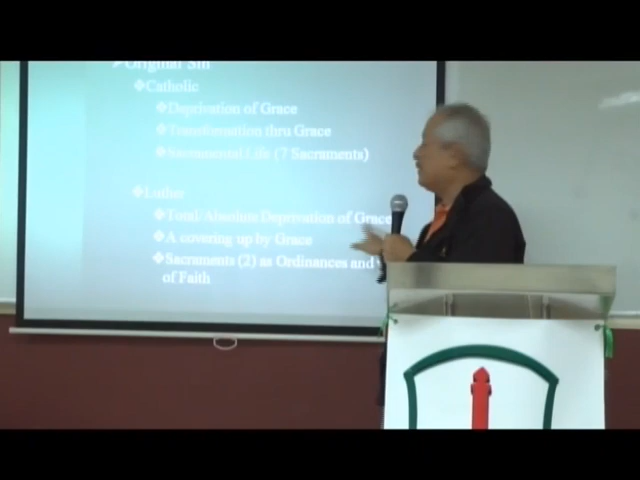 Original Sin
Catholic
Deprivation of Grace
Transformation thru Grace
Sacramental Life (7 Sacraments)
Luther
Total/Absolute Deprivation of Grace
A covering up by Grace
Sacraments (2) as Ordinances and
of Faith